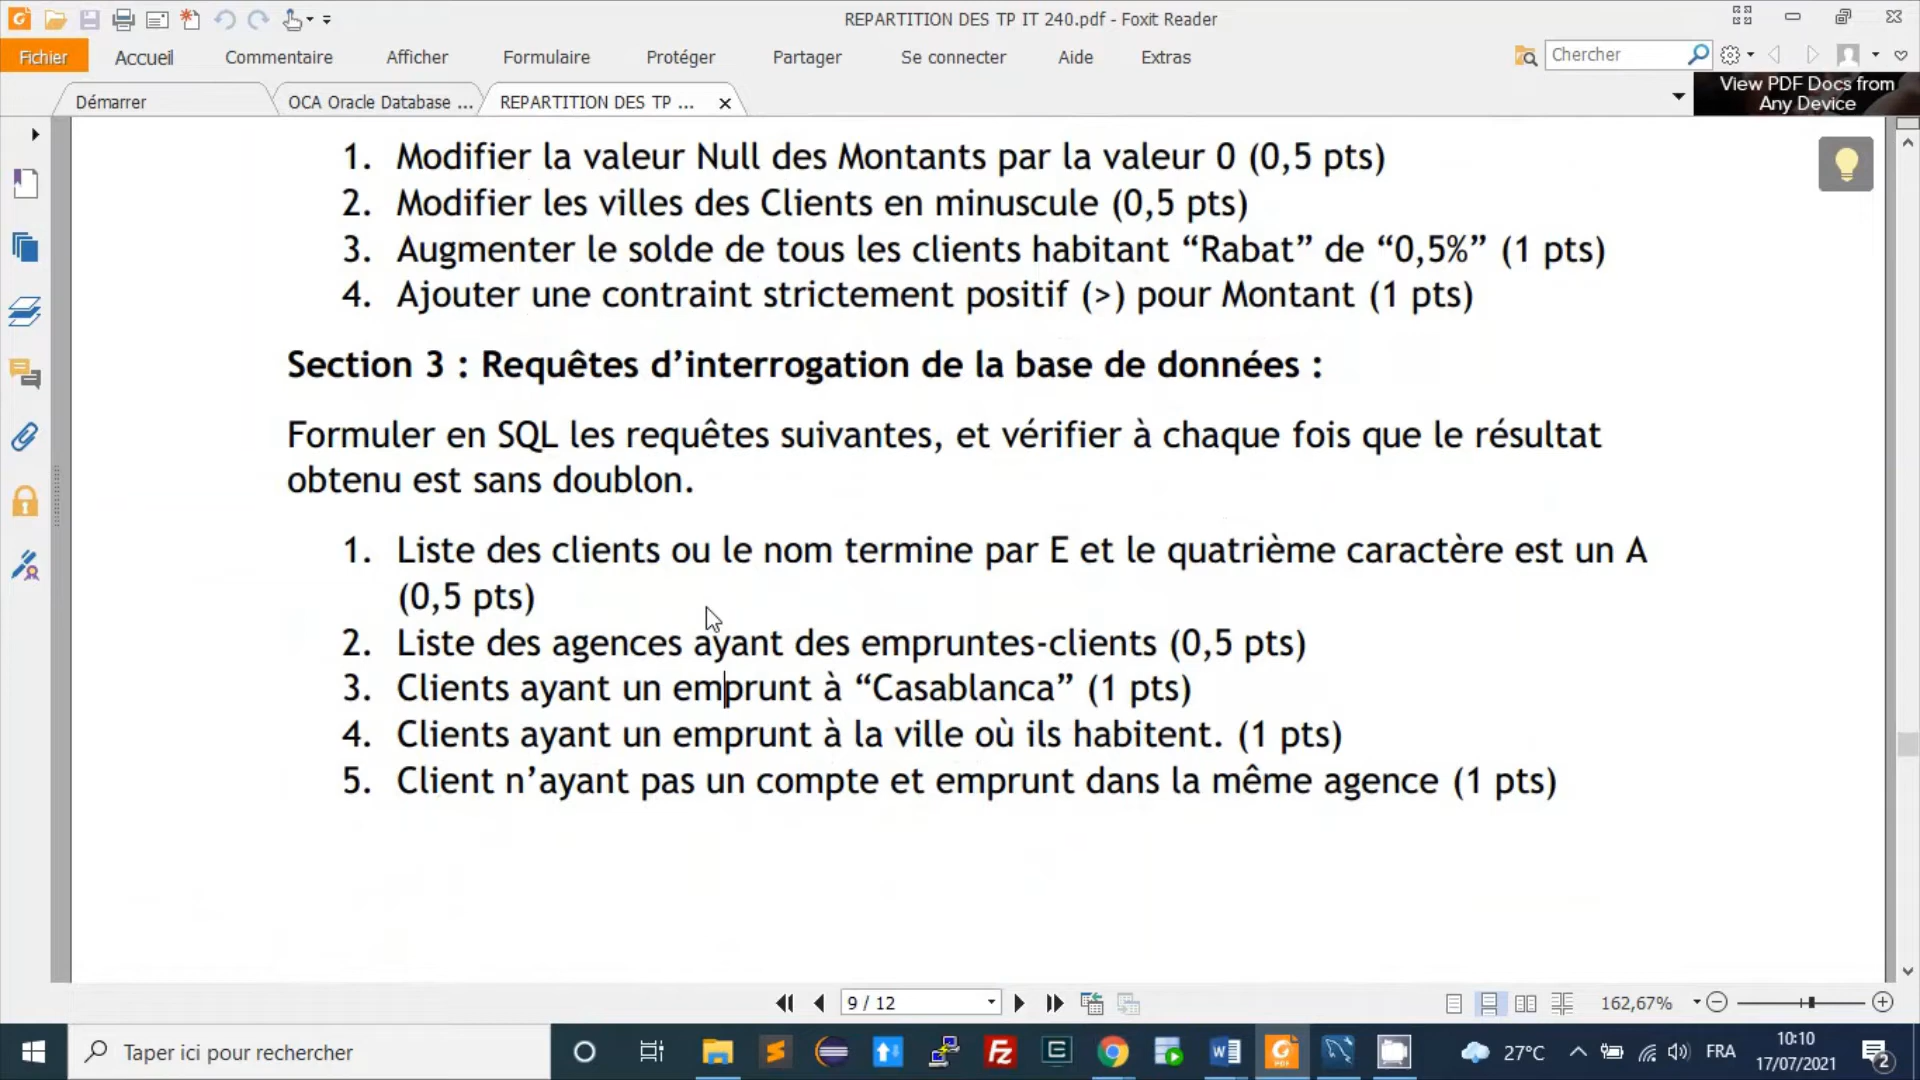 REPARTITION DES TP IT 240.pdf - Foxit Reader
Fichier Accueil Commentaire Afficher Formulaire Protéger Partager Se connecter Aide Extras Chercher
Démarrer OCA Oracle Database ... REPARTITION DES TP ...
View PDF Docs from
Any Device
1. Modifier la valeur Null des Montants par la valeur 0 (0,5 pts)
2. Modifier les villes des Clients en minuscule (0,5 pts)
3. Augmenter le solde de tous les clients habitant “Rabat” de “0,5%” (1 pts)
4. Ajouter une contraint strictement positif (>) pour Montant (1 pts)
Section 3 : Requêtes d’interrogation de la base de données :
Formuler en SQL les requêtes suivantes, et vérifier à chaque fois que le résultat
obtenu est sans doublon.
1. Liste des clients ou le nom termine par E et le quatrième caractère est un A
(0,5 pts)
2. Liste des agences ayant des empruntes-clients (0,5 pts)
3. Clients ayant un emprunt à “Casablanca” (1 pts)
4. Clients ayant un emprunt à la ville où ils habitent. (1 pts)
5. Client n’ayant pas un compte et emprunt dans la même agence (1 pts)
9 / 12
162,67%
Taper ici pour rechercher
27°C
FRA
10:10
17/07/2021
2